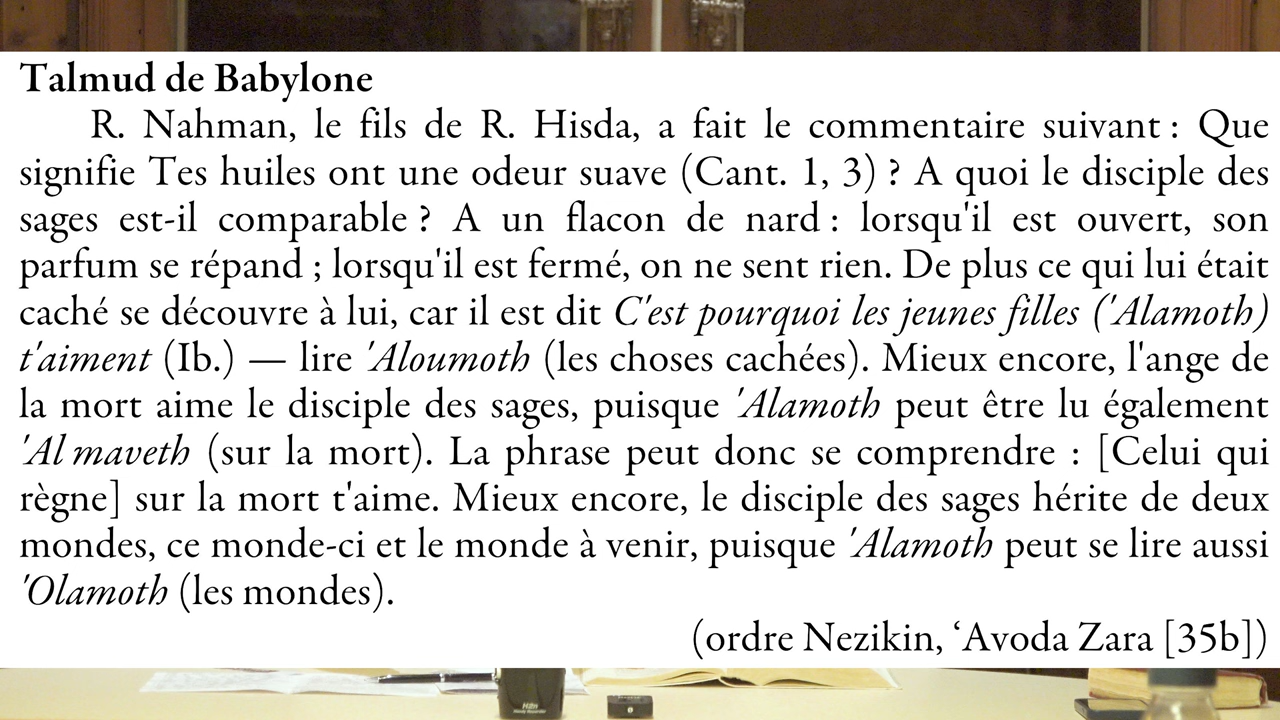 Talmud de Babylone
R. Nahman, le fils de R. Hisda, a fait le commentaire suivant : Que
signifie Tes huiles ont une odeur suave (Cant. 1, 3) ? A quoi le disciple des
sages est-il comparable ? A un flacon de nard : lorsqu'il est ouvert, son
parfum se répand ; lorsqu'il est fermé, on ne sent rien. De plus ce qui lui était
caché se découvre à lui, car il est dit C'est pourquoi les jeunes filles ('Alamoth)
t'aiment (Ib.) — lire 'Aloumoth (les choses cachées). Mieux encore, l'ange de
la mort aime le disciple des sages, puisque 'Alamoth peut être lu également
'Al maveth (sur la mort). La phrase peut donc se comprendre : [Celui qui
règne] sur la mort t'aime. Mieux encore, le disciple des sages hérite de deux
mondes, ce monde-ci et le monde à venir, puisque 'Alamoth peut se lire aussi
'Olamoth (les mondes).
(ordre Nezikin, ‘Avoda Zara [35b])
H2n